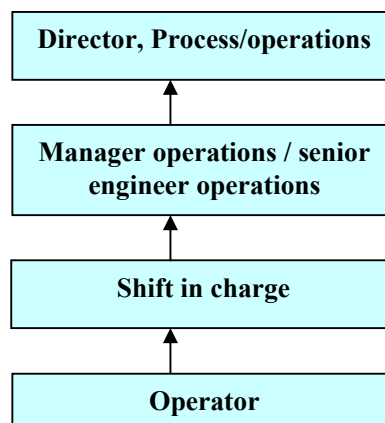 Director, Process/operations
Manager operations / senior
engineer operations
Shift in charge
Operator